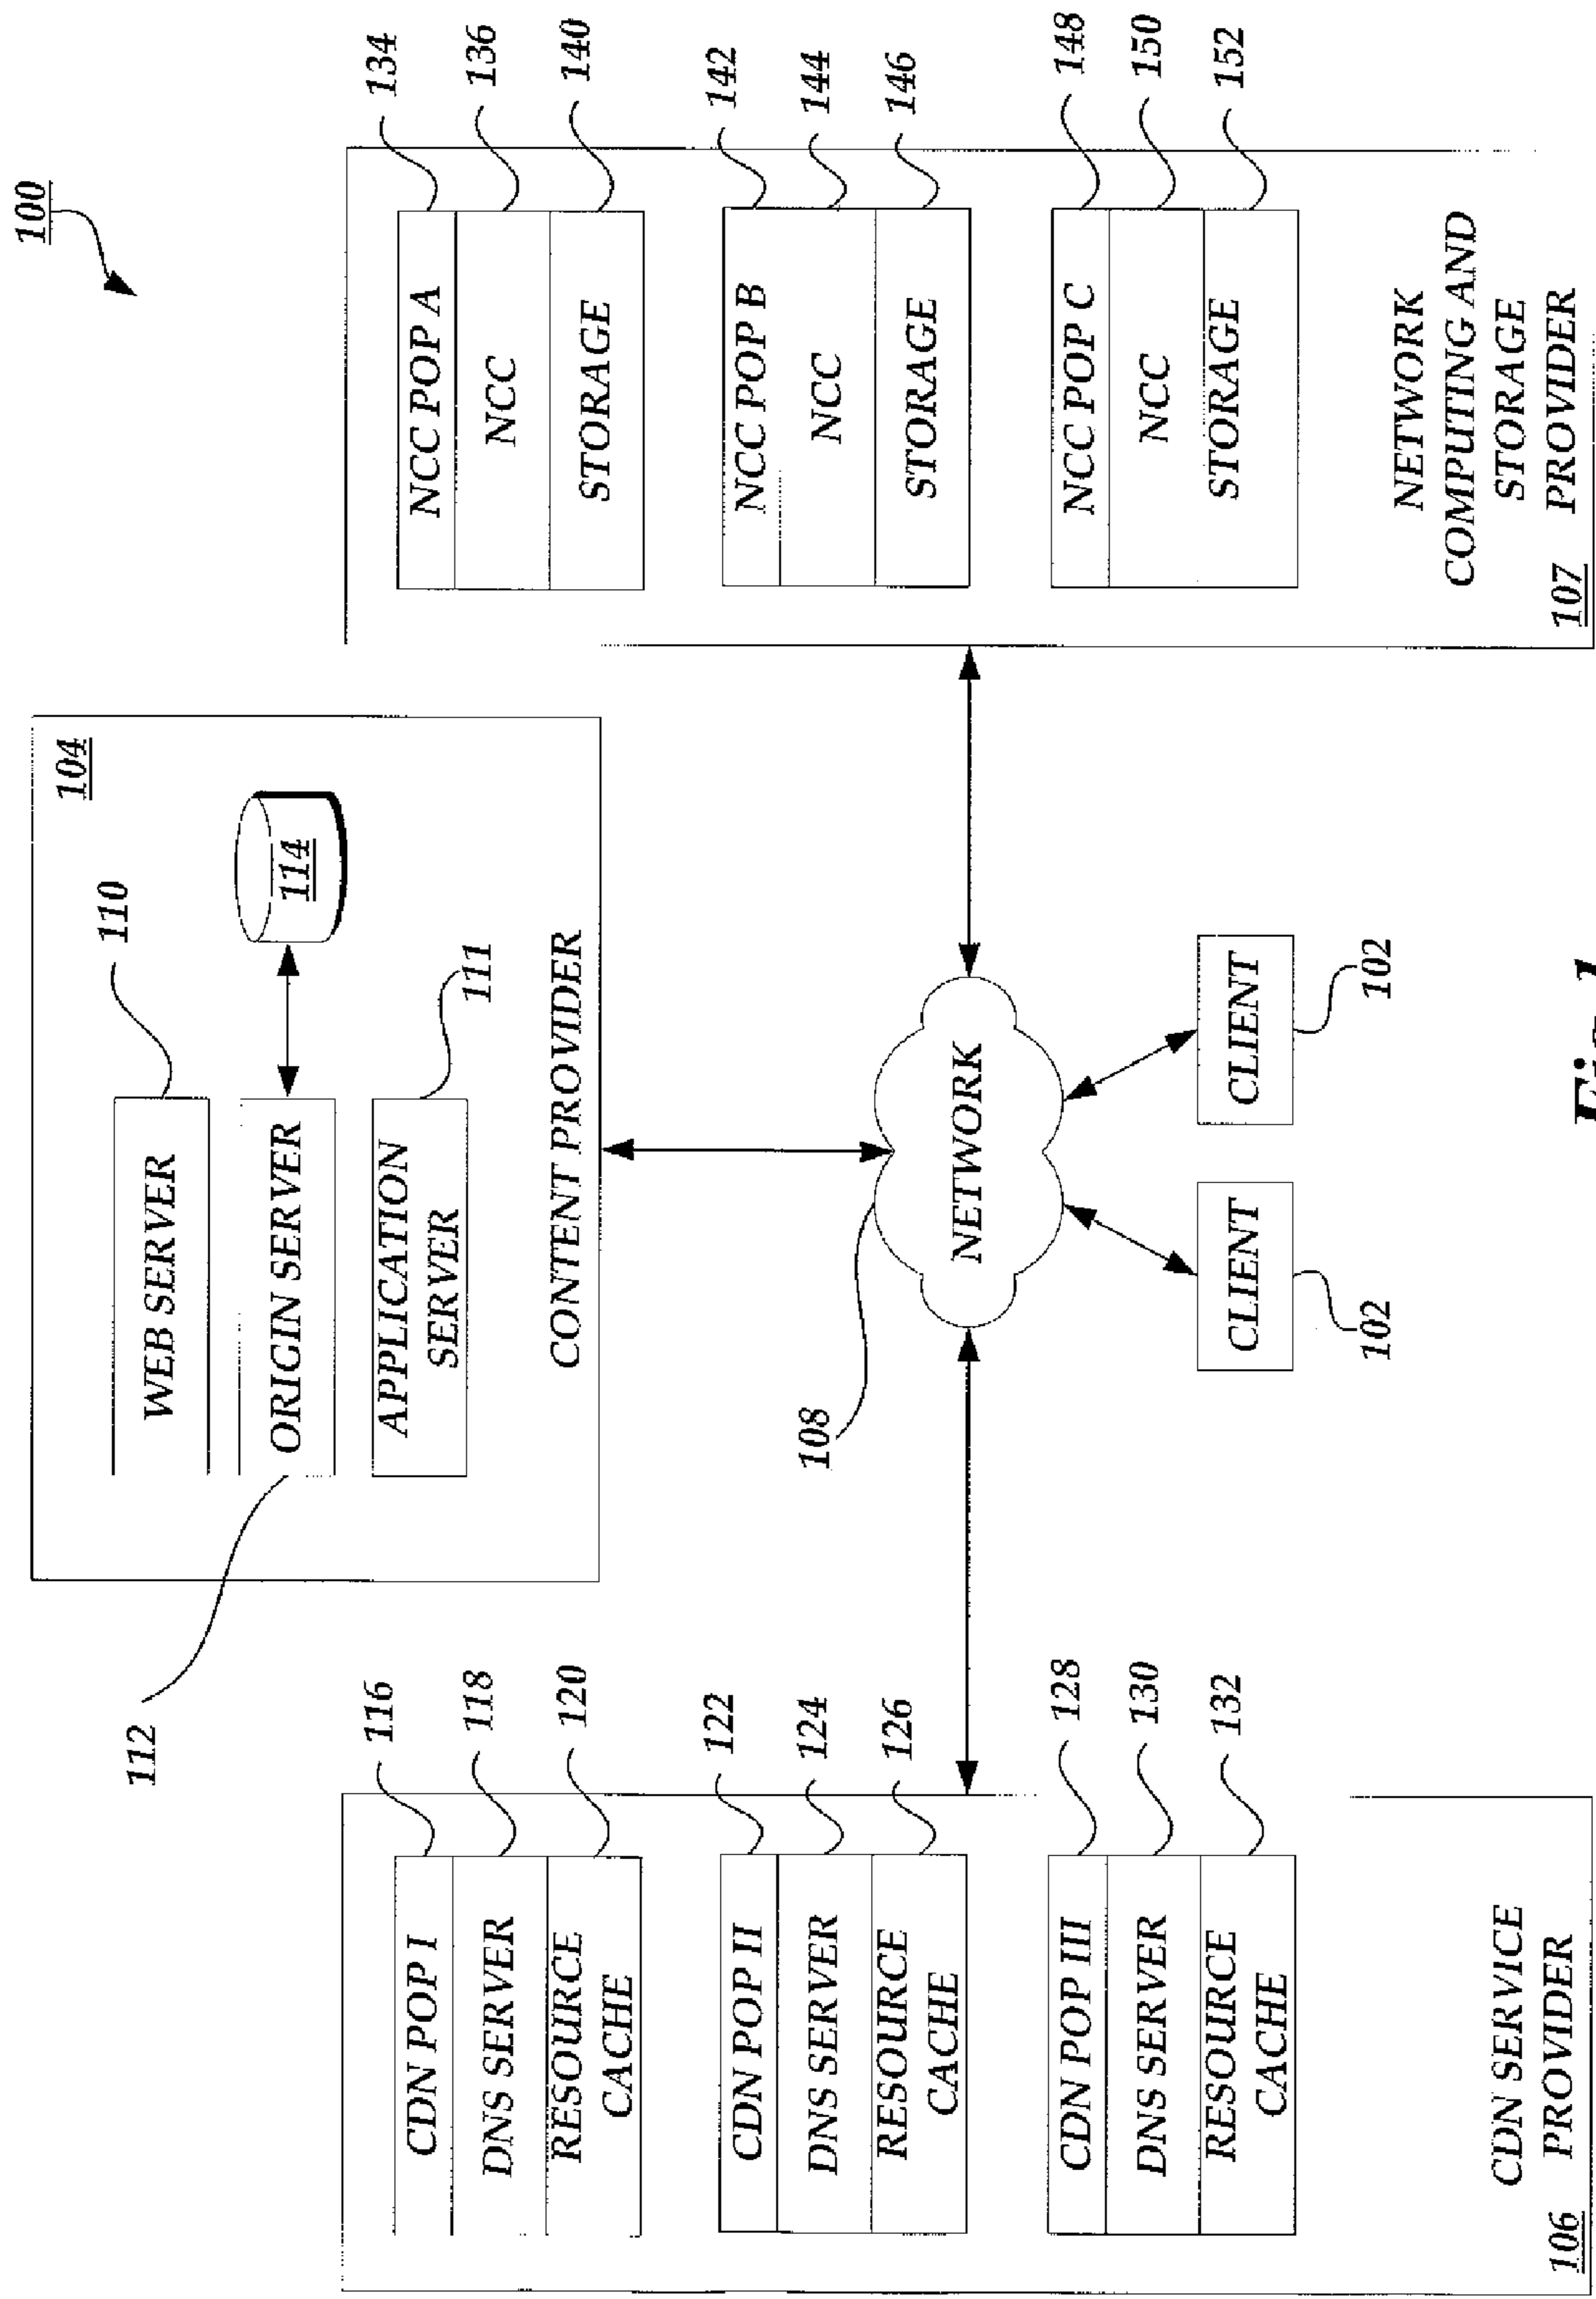 100
104
110
WEB SERVER
ORIGIN SERVER
114
112
APPLICATION
SERVER
111
CONTENT PROVIDER
CDN POP I
116
DNS SERVER
118
RESOURCE
CACHE
120
CDN POP II
122
DNS SERVER
124
RESOURCE
CACHE
126
CDN POP III
128
DNS SERVER
130
RESOURCE
CACHE
132
CDN SERVICE
PROVIDER
106
108
NETWORK
CLIENT
102
CLIENT
102
NCC POP A
134
NCC
136
STORAGE
140
NCC POP B
142
NCC
144
STORAGE
146
NCC POP C
148
NCC
150
STORAGE
152
NETWORK
COMPUTING AND
STORAGE
PROVIDER
107